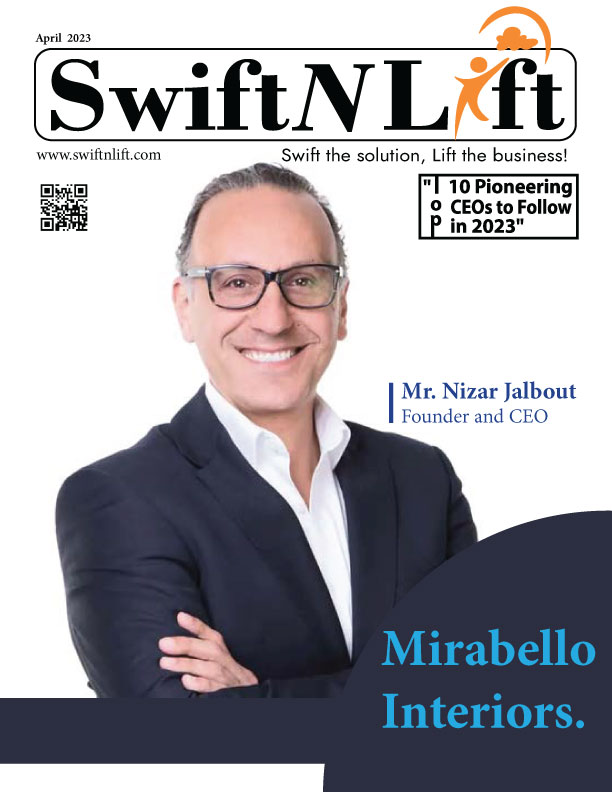 April 2023
SwiftNLift
www.swiftnlift.com
Swift the solution, Lift the business!
"Top 10 Pioneering
CEOs to Follow
in 2023"
Mr. Nizar Jalbout
Founder and CEO
Mirabello
Interiors.